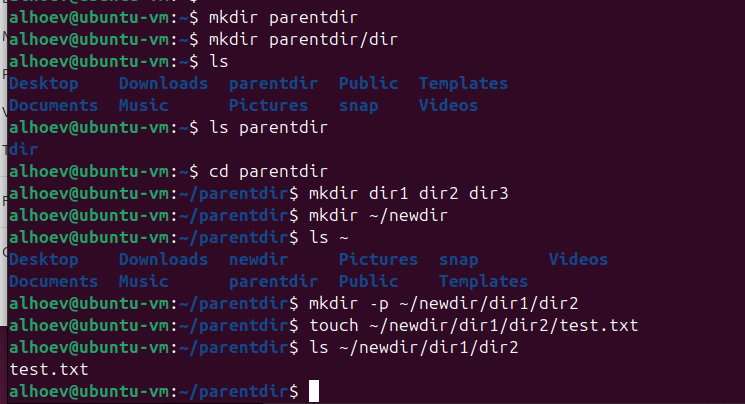 alhoev@ubuntu-vm:~$ mkdir parentdir
alhoev@ubuntu-vm:~$ mkdir parentdir/dir
alhoev@ubuntu-vm:~$ ls
Desktop Downloads parentdir Public Templates
Documents Music Pictures snap Videos
alhoev@ubuntu-vm:~$ ls parentdir
dir
alhoev@ubuntu-vm:~$ cd parentdir
alhoev@ubuntu-vm:~/parentdir$ mkdir dir1 dir2 dir3
alhoev@ubuntu-vm:~/parentdir$ mkdir ~/newdir
alhoev@ubuntu-vm:~/parentdir$ ls ~
Desktop Downloads newdir Pictures snap Videos
Documents Music parentdir Public Templates
alhoev@ubuntu-vm:~/parentdir$ mkdir -p ~/newdir/dir1/dir2
alhoev@ubuntu-vm:~/parentdir$ touch ~/newdir/dir1/dir2/test.txt
alhoev@ubuntu-vm:~/parentdir$ ls ~/newdir/dir1/dir2
test.txt
alhoev@ubuntu-vm:~/parentdir$